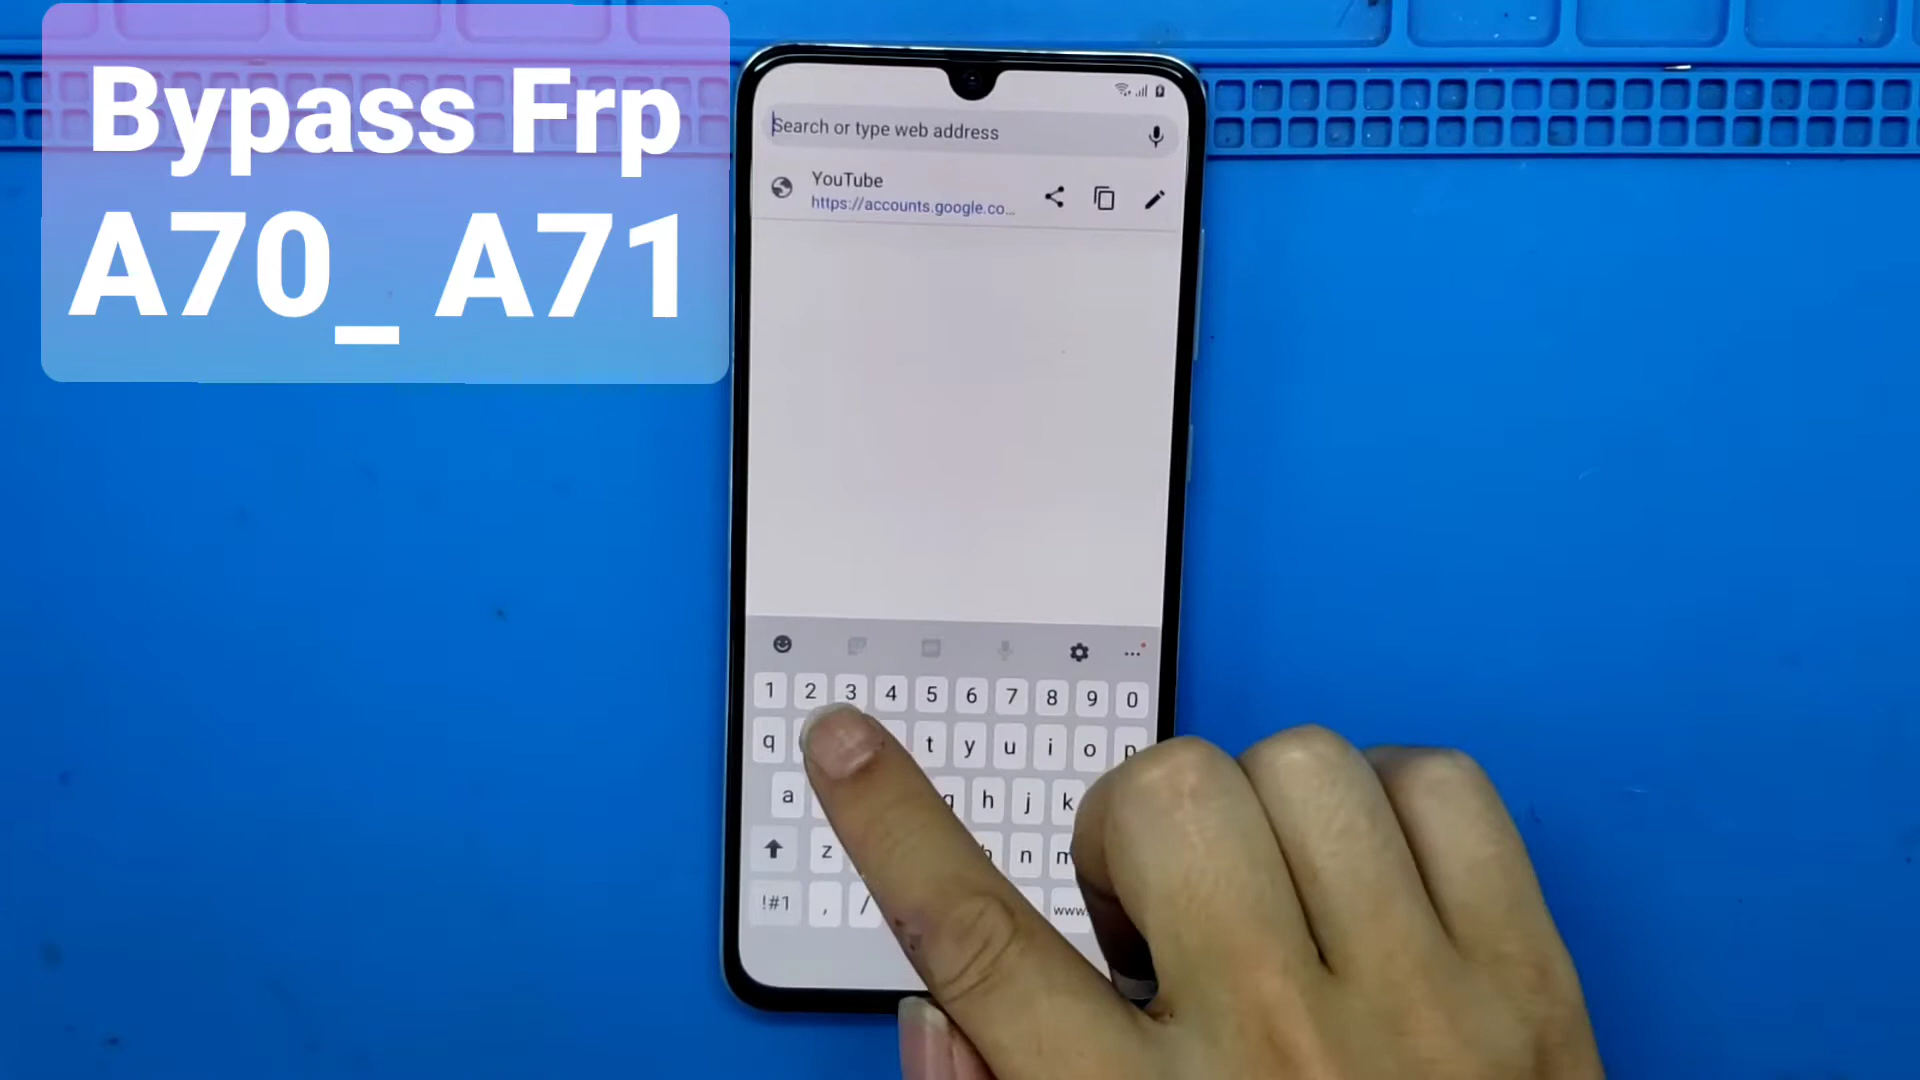 Bypass Frp
A70_ A71
Search or type web address
YouTube
https://accounts.google.co...
1 2 3 4 5 6 7 8 9 0
q t y u i o p
a g h j k
z b n m
!#1 , / www.